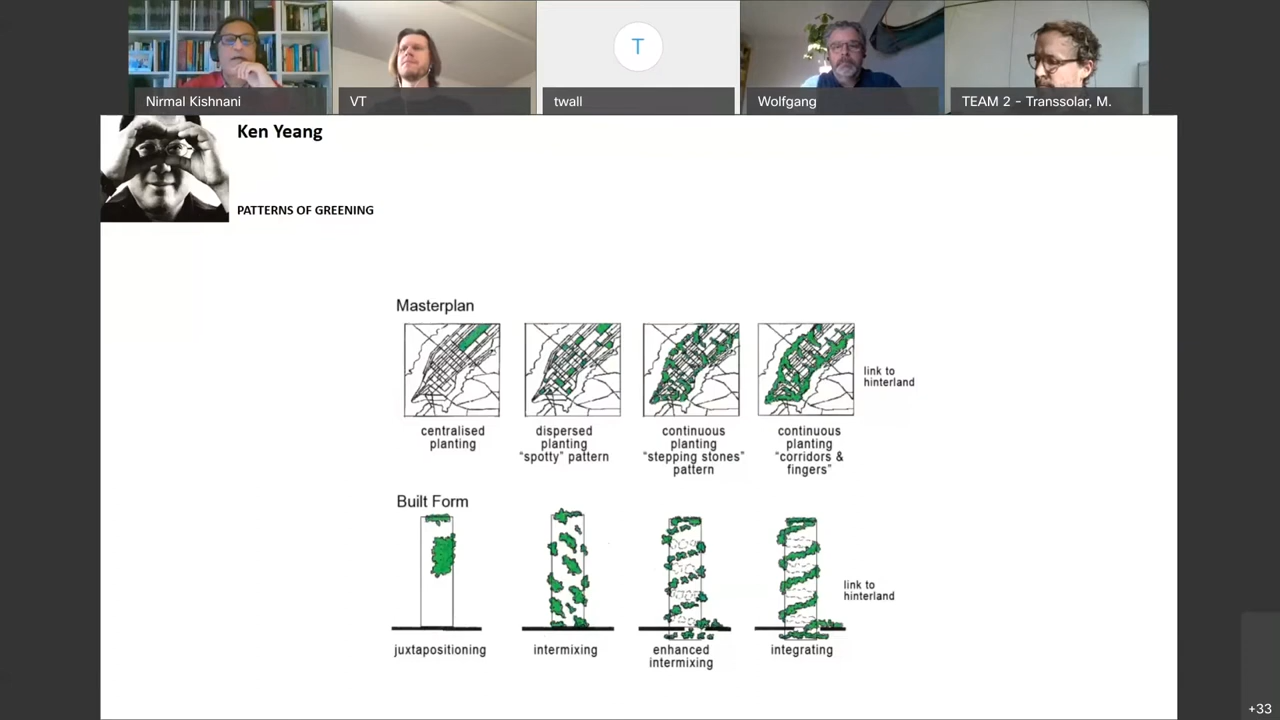 Nirmal Kishnani
VT
T
twall
Wolfgang
TEAM 2 - Transsolar, M.
Ken Yeang
PATTERNS OF GREENING
Masterplan
link to
hinterland
centralised
planting
dispersed
planting
"spotty" pattern
continuous
planting
"stepping stones"
pattern
continuous
planting
"corridors &
fingers"
Built Form
link to
hinterland
juxtapositioning
intermixing
enhanced
intermixing
integrating
+33